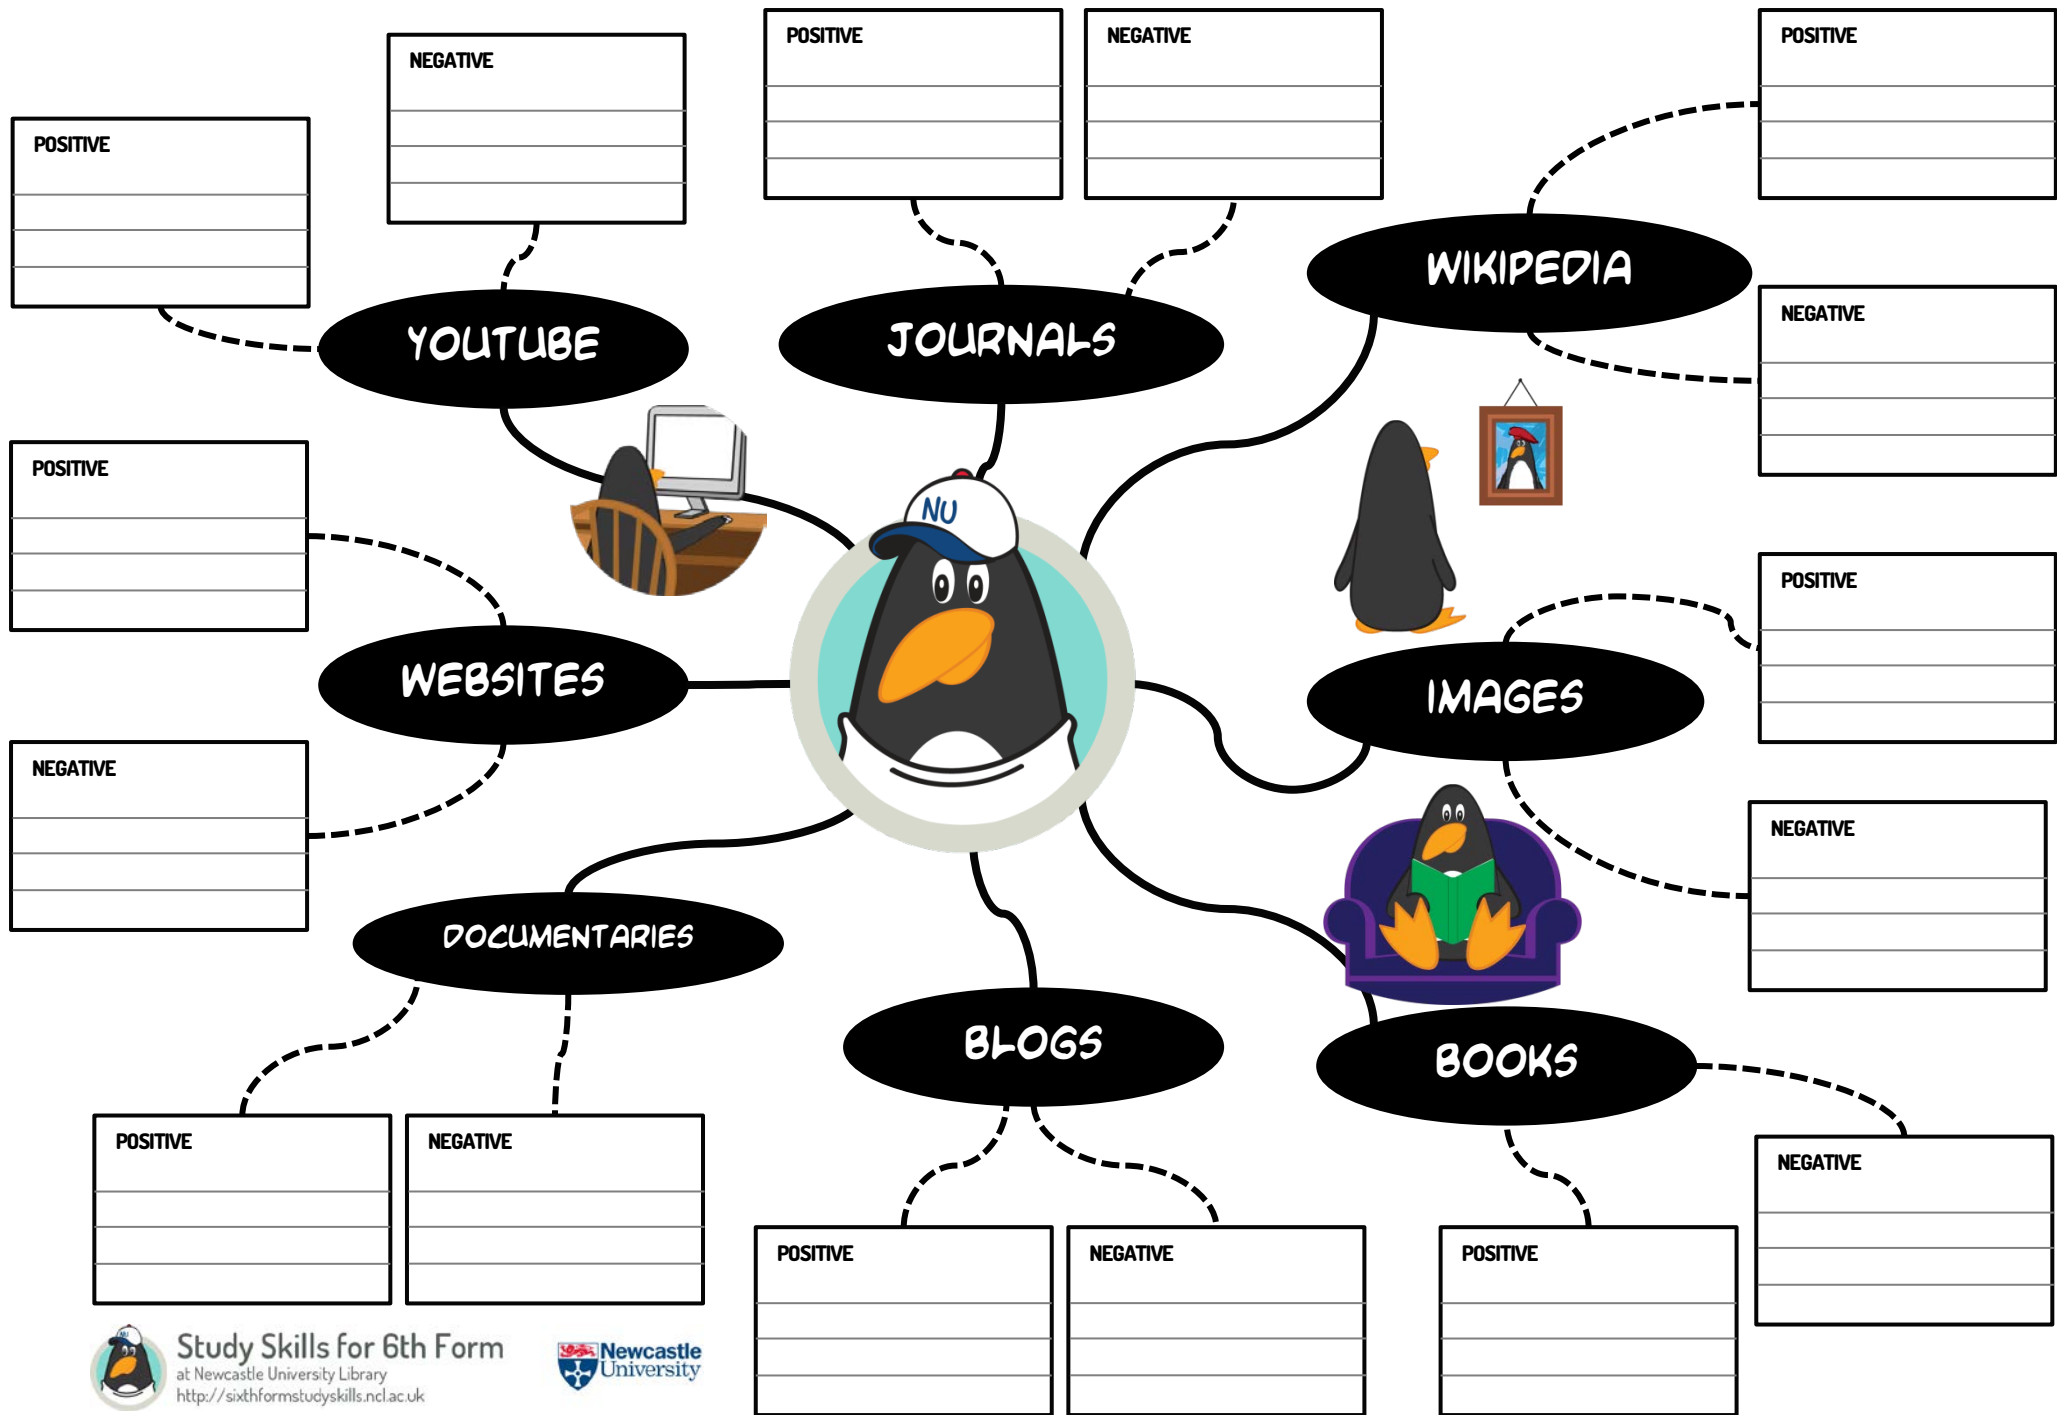 NEGATIVE
POSITIVE
YOUTUBE
POSITIVE
NEGATIVE
JOURNALS
POSITIVE
WIKIPEDIA
NEGATIVE
POSITIVE
WEBSITES
NEGATIVE
NU
POSITIVE
IMAGES
NEGATIVE
DOCUMENTARIES
POSITIVE
NEGATIVE
BLOGS
POSITIVE
NEGATIVE
BOOKS
POSITIVE
NEGATIVE
NU
Study Skills for 6th Form
at Newcastle University Library
http://sixthformstudyskills.ncl.ac.uk
Newcastle
University